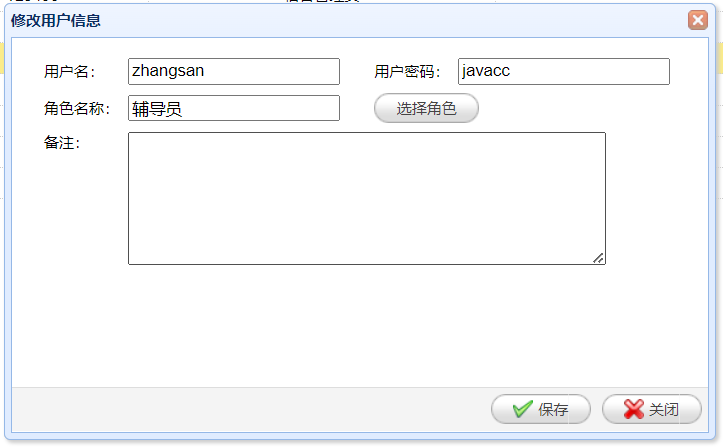 修改用户信息
用户名： zhangsan 用户密码： javacc
角色名称： 辅导员 选择角色
备注：
保存 关闭